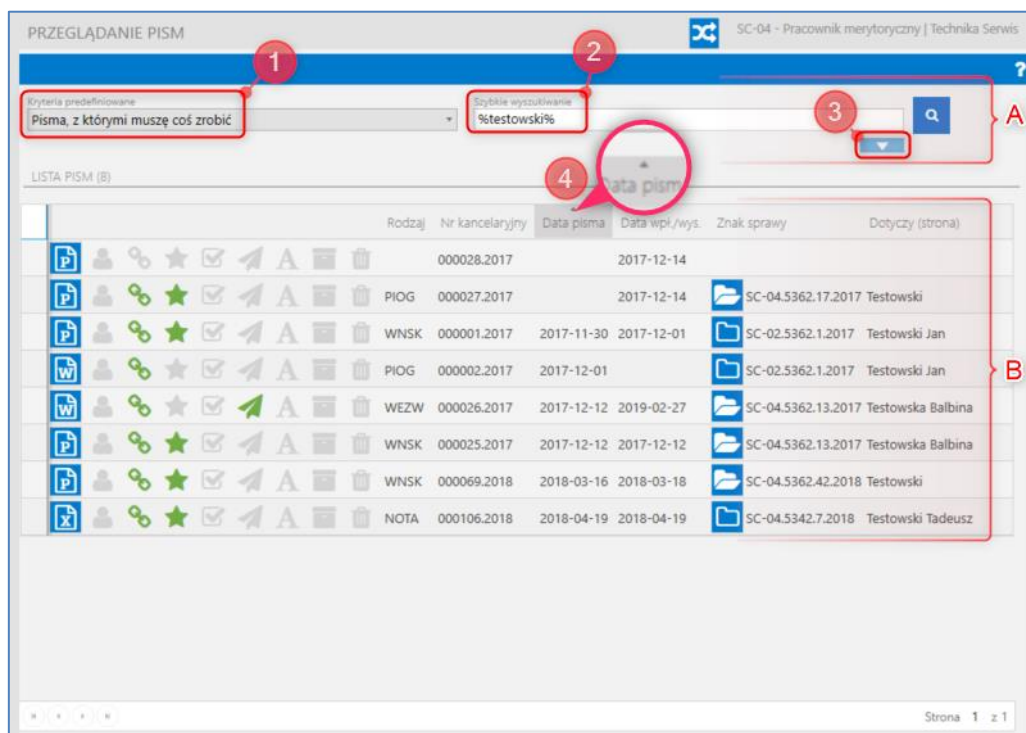 PRZEGLĄDANIE PISM
SC-04 - Pracownik merytoryczny | Technika Serwis
?
1
2
Kryteria predefiniowane
Szybkie wyszukiwanie
Pisma, z którymi muszę coś zrobić
%testowski%
3
A
LISTA PISM (8)
4
Data pism
Rodzaj Nr kancelaryjny Data pisma Data wpł./wys. Znak sprawy Dotyczy (strona)
P A 000028.2017 2017-12-14
P A PIOG 000027.2017 2017-12-14 SC-04.5362.17.2017 Testowski
P A WNSK 000001.2017 2017-11-30 2017-12-01 SC-02.5362.1.2017 Testowski Jan
W A PIOG 000002.2017 2017-12-01 SC-02.5362.1.2017 Testowski Jan
B
W A WEZW 000026.2017 2017-12-12 2019-02-27 SC-04.5362.13.2017 Testowska Balbina
P A WNSK 000025.2017 2017-12-12 2017-12-12 SC-04.5362.13.2017 Testowska Balbina
P A WNSK 000069.2018 2018-03-16 2018-03-18 SC-04.5362.42.2018 Testowski
X A NOTA 000106.2018 2018-04-19 2018-04-19 SC-04.5342.7.2018 Testowski Tadeusz
Strona 1 z 1